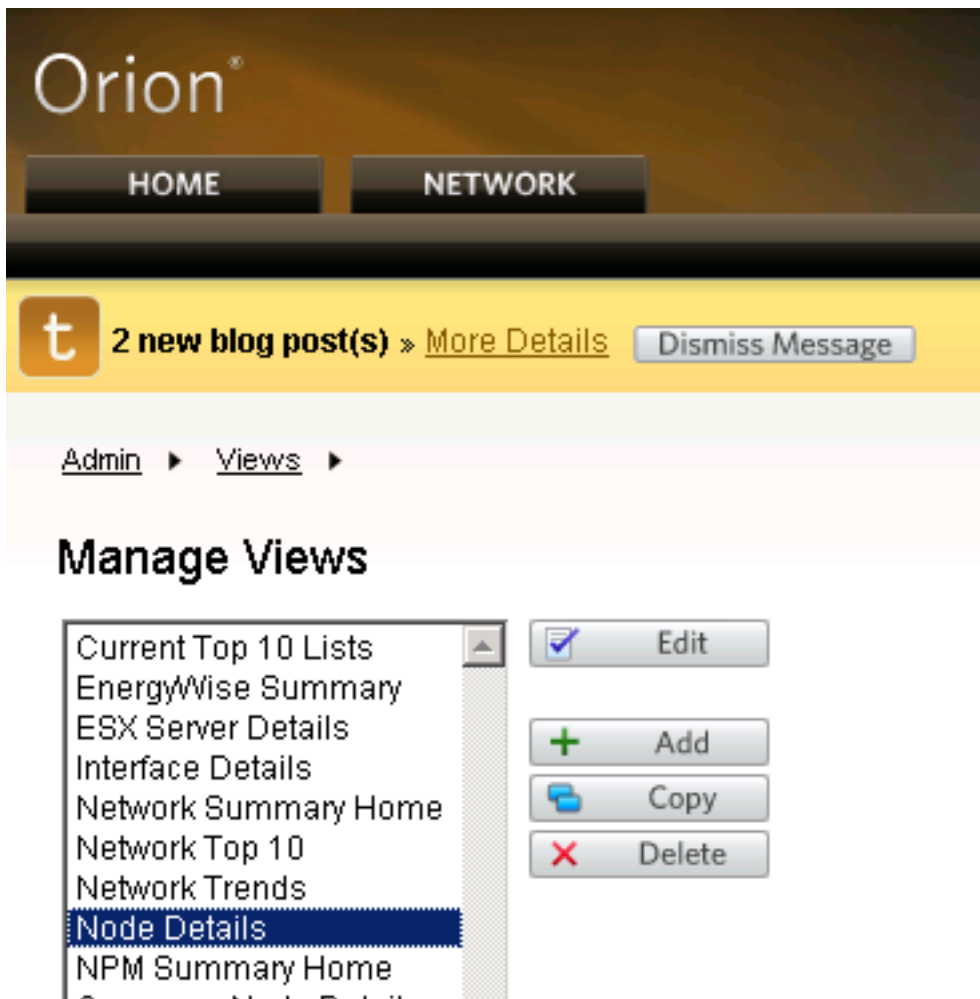 Orion®
HOME NETWORK
t 2 new blog post(s) » More Details Dismiss Message
Admin ▸ Views ▸
Manage Views
Current Top 10 Lists
EnergyWise Summary
ESX Server Details
Interface Details
Network Summary Home
Network Top 10
Network Trends
Node Details
NPM Summary Home
Edit
Add
Copy
Delete